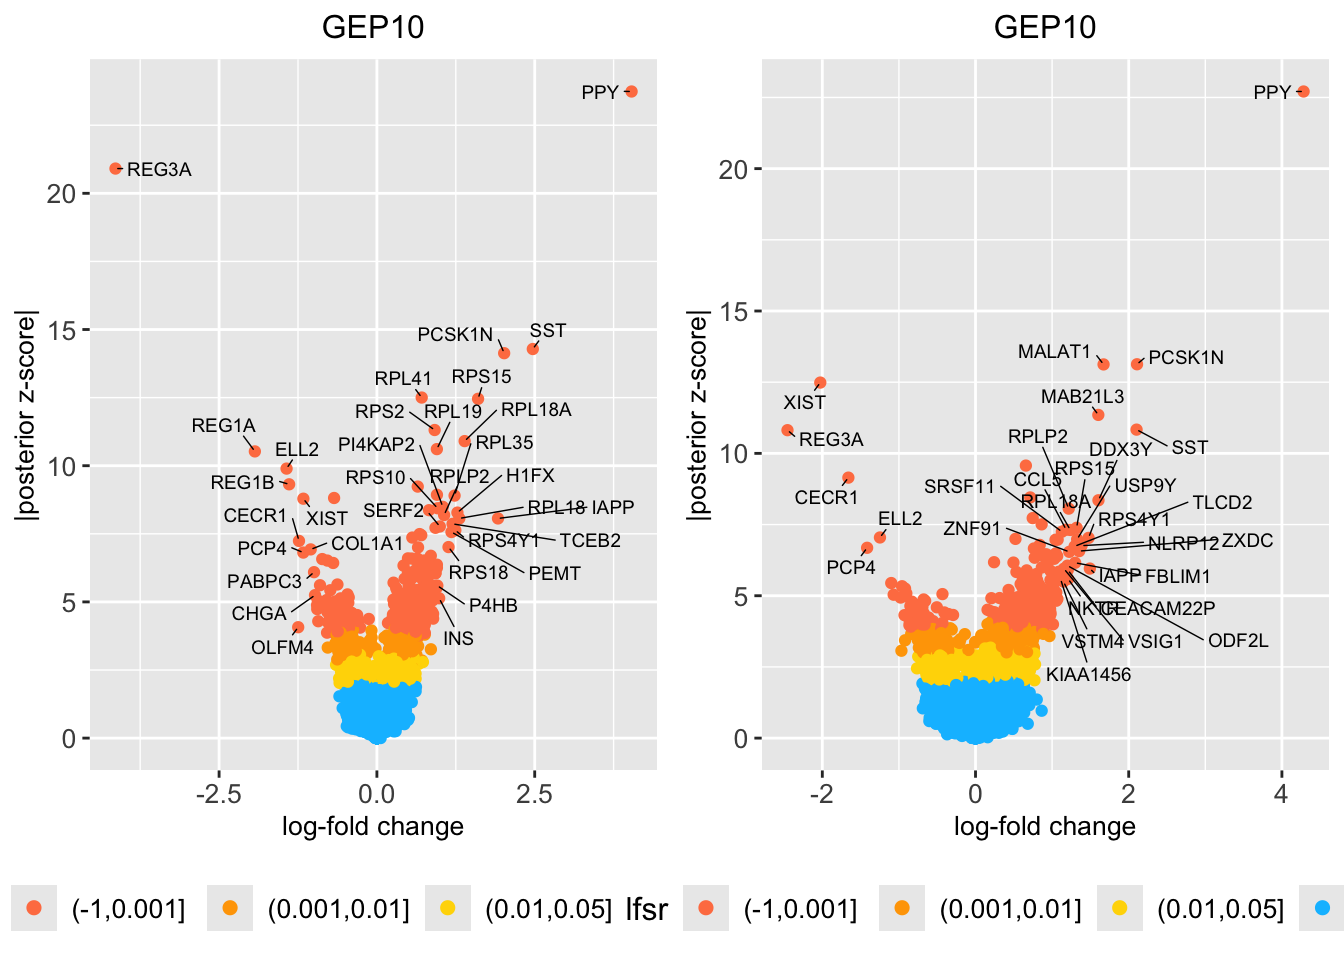 GEP10
PPY
REG3A
PCSK1N
SST
RPL41
RPS15
RPS2
RPL19
RPL18A
REG1A
ELL2
PI4KAP2
RPL35
REG1B
RPS10
RPLP2
H1FX
CECR1
XIST
SERF2
RPL18
IAPP
PCP4
COL1A1
RPS4Y1
TCEB2
PABPC3
RPS18
PEMT
CHGA
P4HB
OLFM4
INS
20
15
10
5
0
-2.5
0.0
2.5
|posterior z-score|
log-fold change
GEP10
PPY
MALAT1
PCSK1N
XIST
MAB21L3
REG3A
RPLP2
DDX3Y
SST
CECR1
SRSF11
CCL5
RPS15
USP9Y
ELL2
RPL18A
TLCD2
ZNF91
RPS4Y1
PCP4
NLRP12
ZXDC
IAPP
FBLIM1
NKTR
CEACAM22P
VSTM4
VSIG1
ODF2L
KIAA1456
20
15
10
5
0
-2
0
2
4
|posterior z-score|
log-fold change
(-1,0.001]
(0.001,0.01]
(0.01,0.05]
lfsr
(-1,0.001]
(0.001,0.01]
(0.01,0.05]